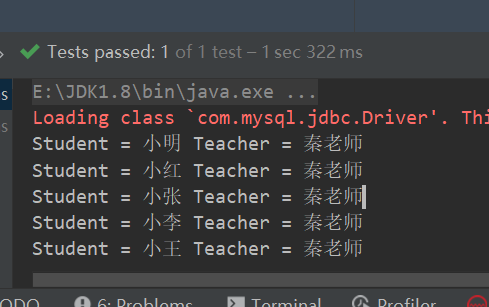 Tests passed: 1 of 1 test – 1 sec 322 ms
E:\JDK1.8\bin\java.exe ...
Loading class `com.mysql.jdbc.Driver'. Thi
Student = 小明 Teacher = 秦老师
Student = 小红 Teacher = 秦老师
Student = 小张 Teacher = 秦老师
Student = 小李 Teacher = 秦老师
Student = 小王 Teacher = 秦老师
ODO 6: Problems Terminal Profiler